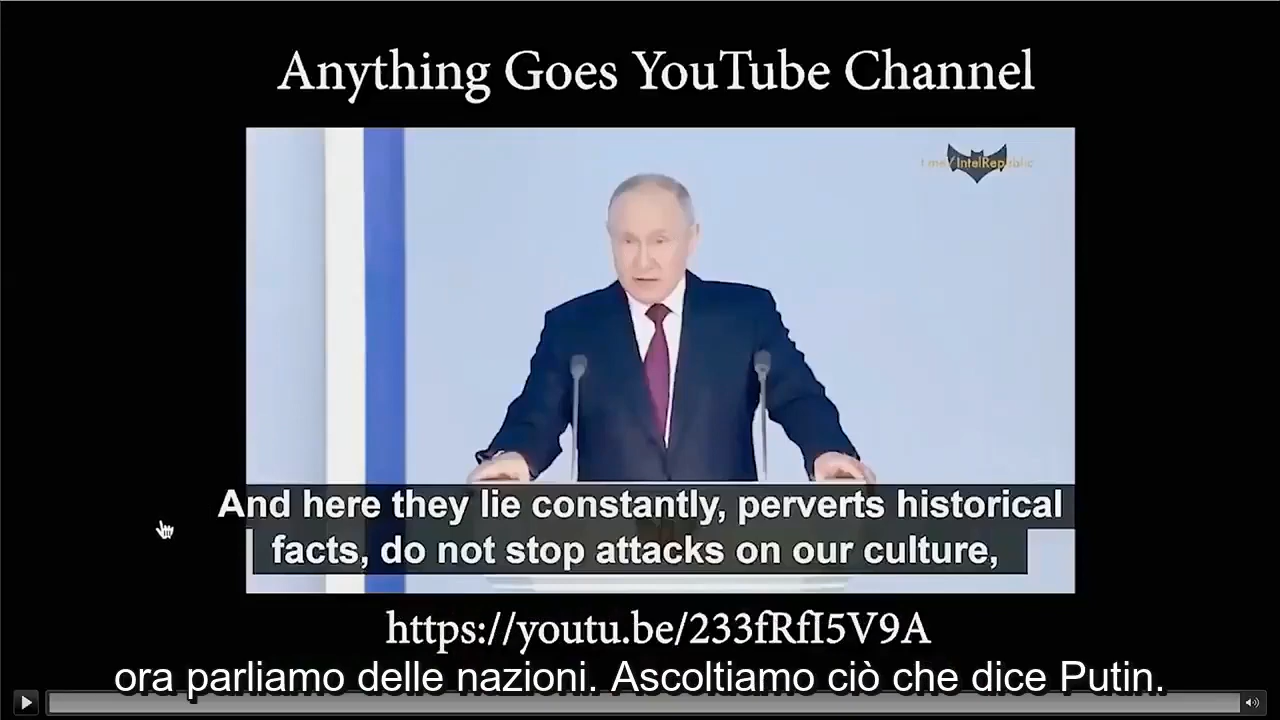 Anything Goes YouTube Channel
t.me/IntelRepublic
And here they lie constantly, perverts historical
facts, do not stop attacks on our culture,
https://youtu.be/233fRfI5V9A
ora parliamo delle nazioni. Ascoltiamo ciò che dice Putin.